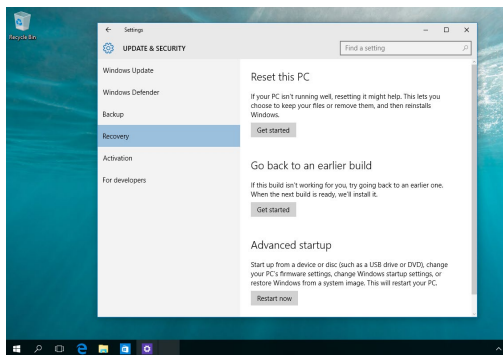 Recycle Bin
Settings
UPDATE & SECURITY
Find a setting
Windows Update
Windows Defender
Backup
Recovery
Activation
For developers
Reset this PC
If your PC isn't running well, resetting it might help. This lets you
choose to keep your files or remove them, and then reinstalls
Windows.
Get started
Go back to an earlier build
If this build isn't working for you, try going back to an earlier one.
When the next build is ready, we'll install it.
Get started
Advanced startup
Start up from a device or disc (such as a USB drive or DVD), change
your PC's firmware settings, change Windows startup settings, or
restore Windows from a system image. This will restart your PC.
Restart now